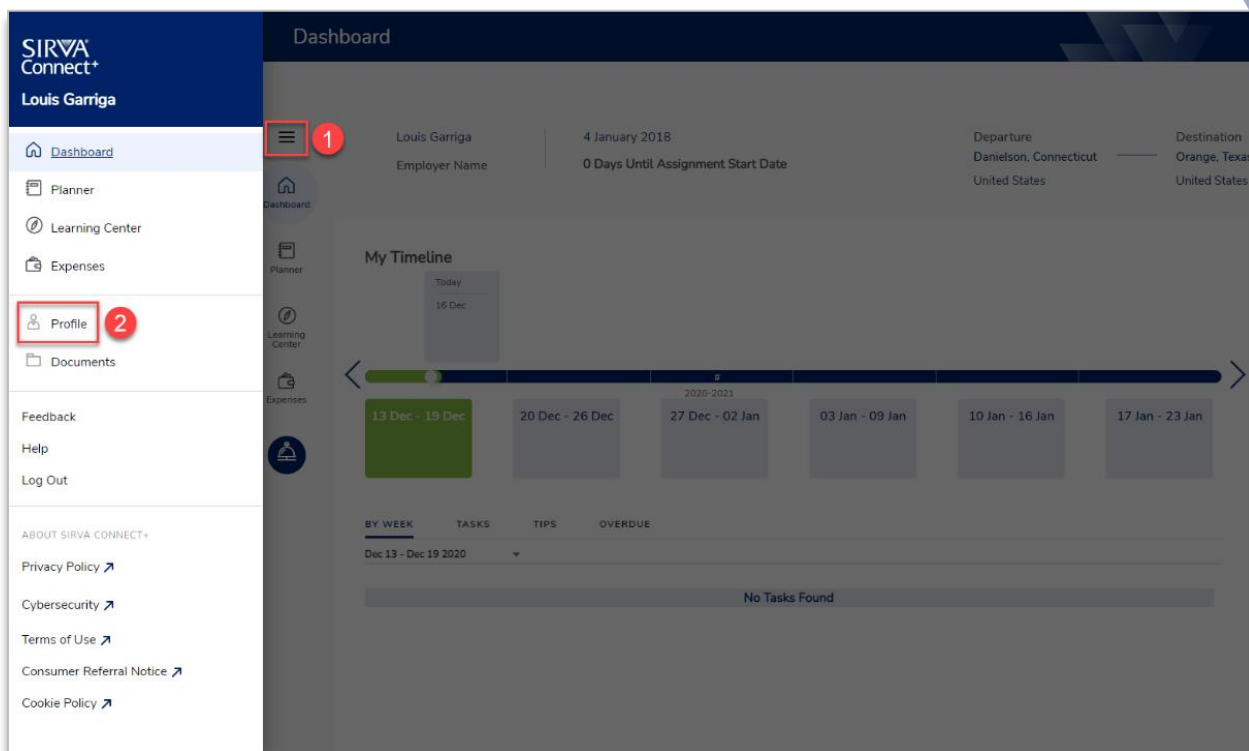 SIRVA
Connect+
Louis Garriga
Dashboard
Planner
Learning Center
Expenses
Profile
2
Documents
Feedback
Help
Log Out
ABOUT SIRVA CONNECT+
Privacy Policy
Cybersecurity
Terms of Use
Consumer Referral Notice
Cookie Policy
Dashboard
1
Dashboard
Planner
Learning
Center
Expenses
Louis Garriga
Employer Name
4 January 2018
0 Days Until Assignment Start Date
Departure
Danielson, Connecticut
United States
Destination
Orange, Texas
United States
My Timeline
Today
16 Dec
2020-2021
13 Dec - 19 Dec
20 Dec - 26 Dec
27 Dec - 02 Jan
03 Jan - 09 Jan
10 Jan - 16 Jan
17 Jan - 23 Jan
BY WEEK TASKS TIPS OVERDUE
Dec 13 - Dec 19 2020
No Tasks Found